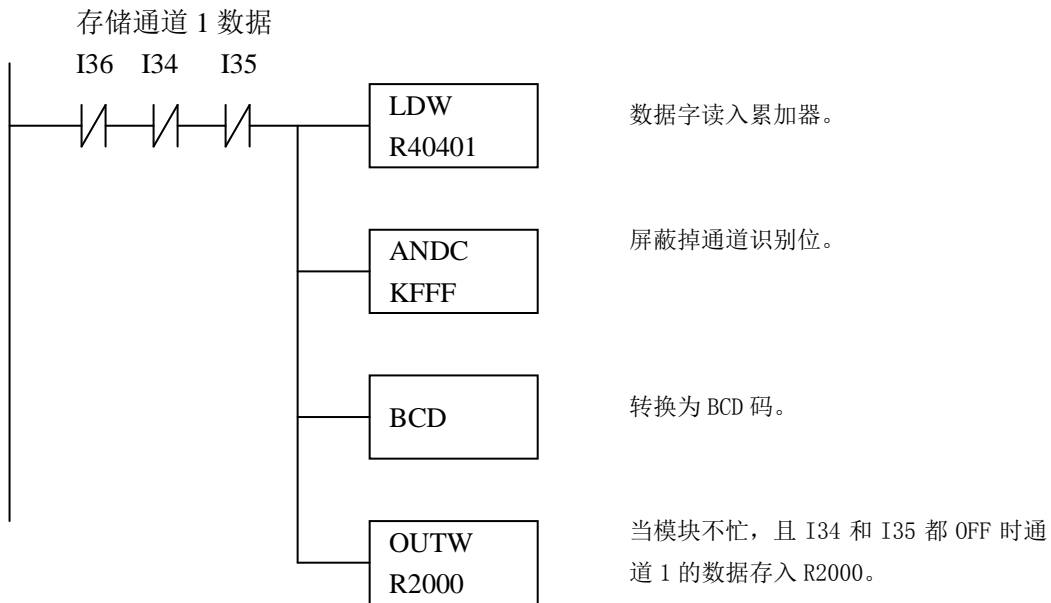 存储通道 1 数据
I36 I34 I35
LDW
R40401
数据字读入累加器。
ANDC
KFFF
屏蔽掉通道识别位。
BCD
转换为 BCD 码。
OUTW
R2000
当模块不忙，且 I34 和 I35 都 OFF 时通
道 1 的数据存入 R2000。